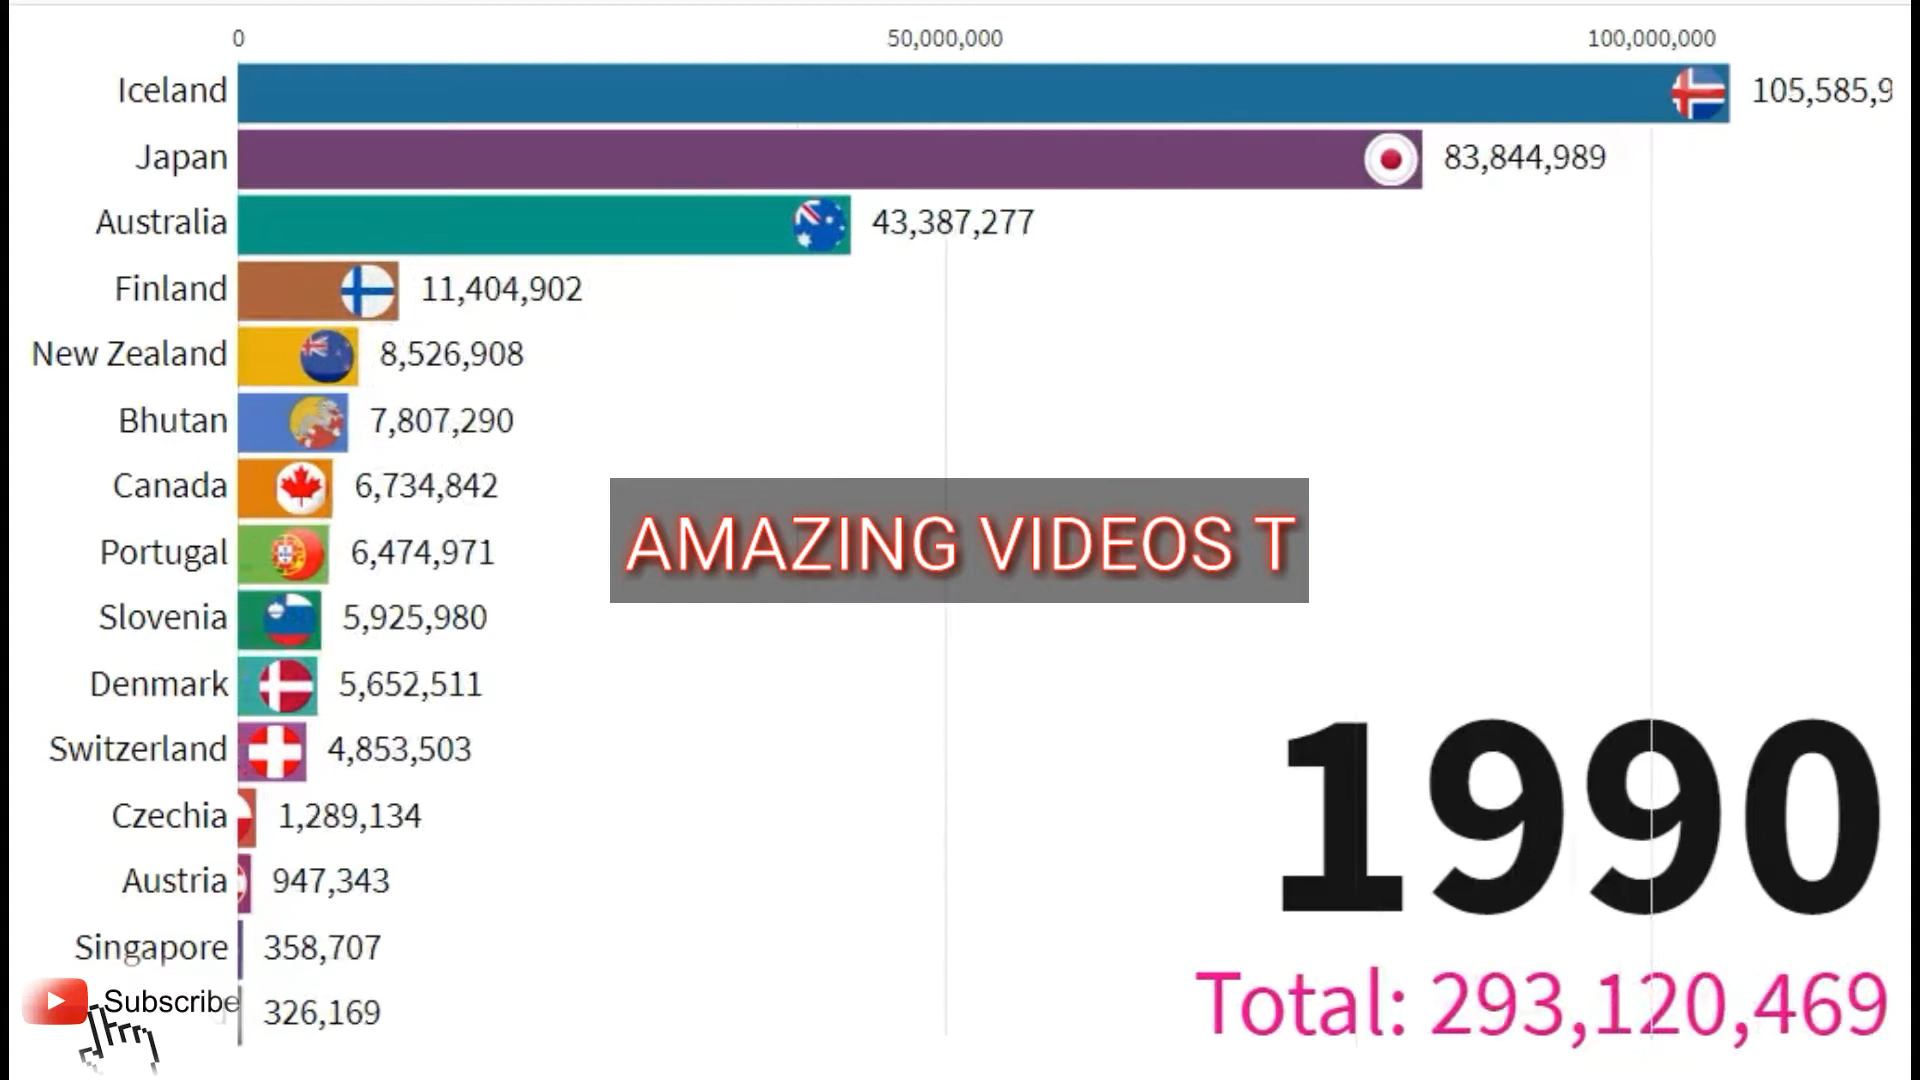 0 50,000,000 100,000,000
Iceland 105,585,9
Japan 83,844,989
Australia 43,387,277
Finland 11,404,902
New Zealand 8,526,908
Bhutan 7,807,290
Canada 6,734,842
AMAZING VIDEOS T
Portugal 6,474,971
Slovenia 5,925,980
Denmark 5,652,511
Switzerland 4,853,503
Czechia 1,289,134
1990
Austria 947,343
Singapore 358,707
Subscribe 326,169
Total: 293,120,469